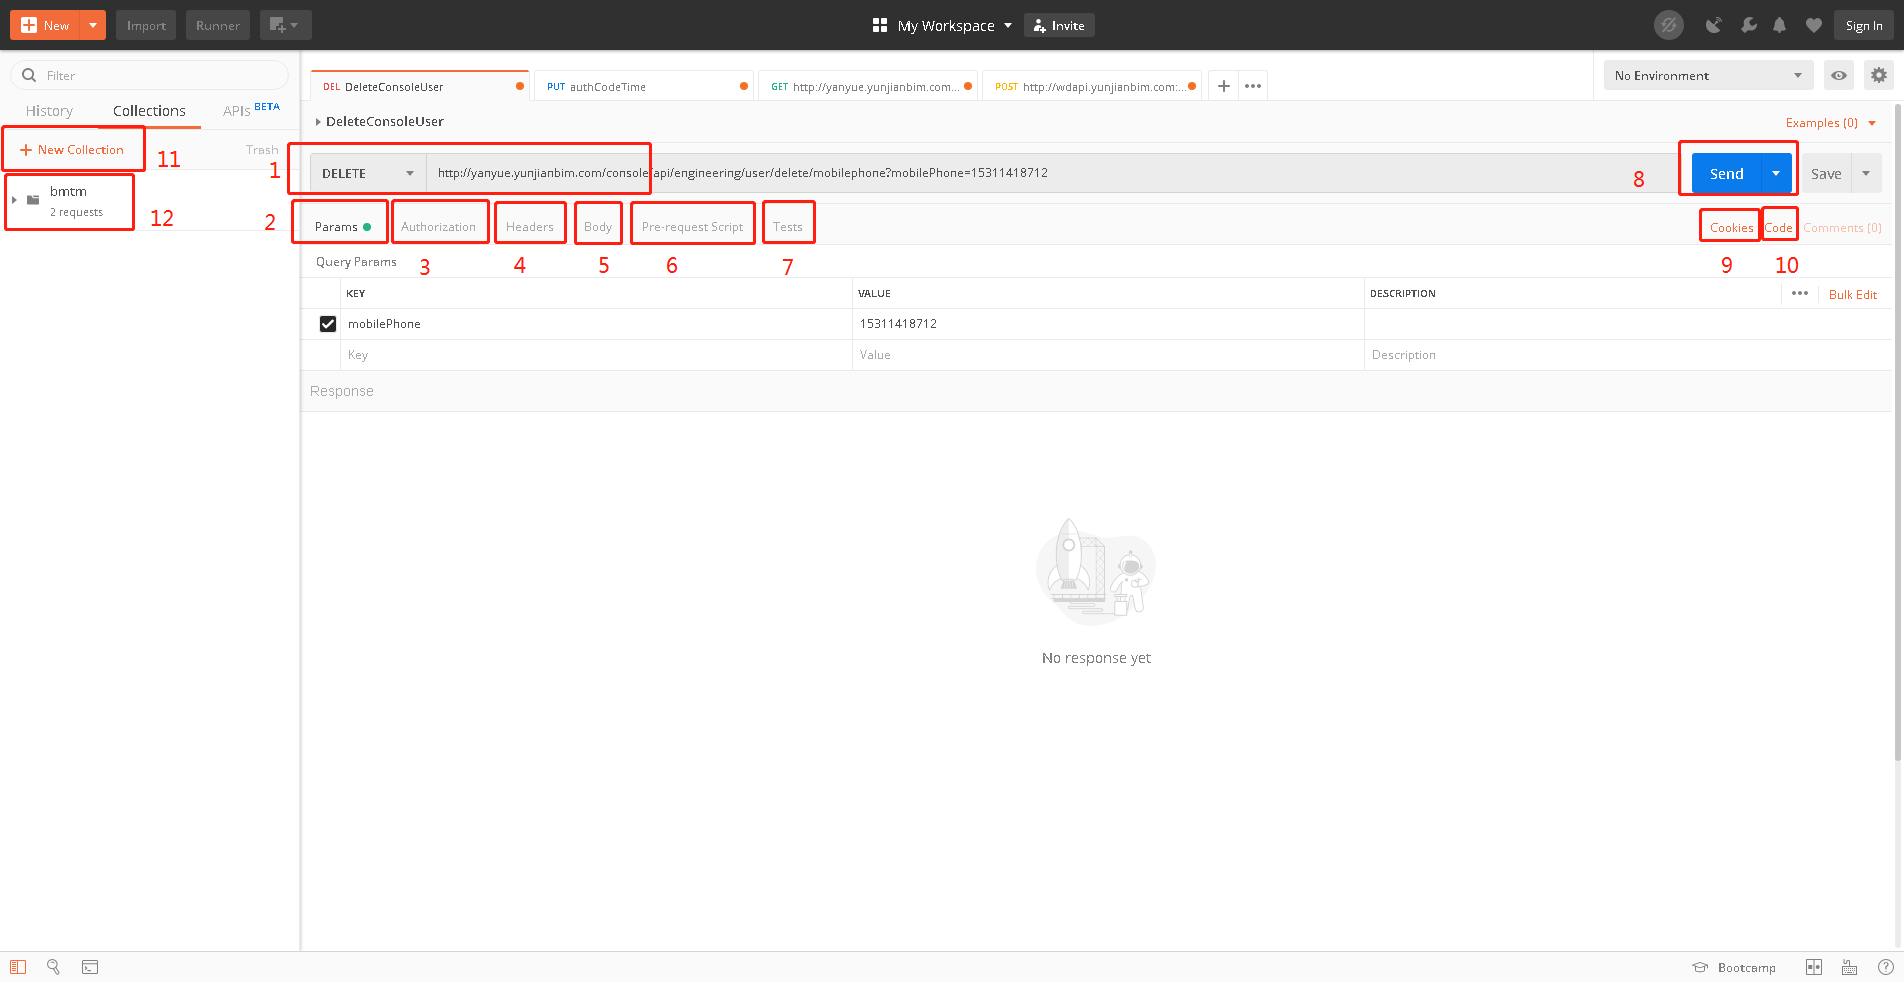 New Import Runner My Workspace Invite Sign In
Filter
History Collections APIs BETA
+ New Collection Trash
11
bmtm
2 requests
12
DEL DeleteConsoleUser PUT authCodeTime GET http://yanyue.yunjianbim.com... POST http://wdapi.yunjianbim.com:... + ••• No Environment
DeleteConsoleUser Examples (0)
1 DELETE http://yanyue.yunjianbim.com/console/api/engineering/user/delete/mobilephone?mobilePhone=15311418712 8 Send Save
2 Params Authorization Headers Body Pre-request Script Tests Cookies Code Comments (0)
Query Params 3 4 5 6 7 9 10
KEY VALUE DESCRIPTION ••• Bulk Edit
mobilePhone 15311418712
Key Value Description
Response
No response yet
Bootcamp